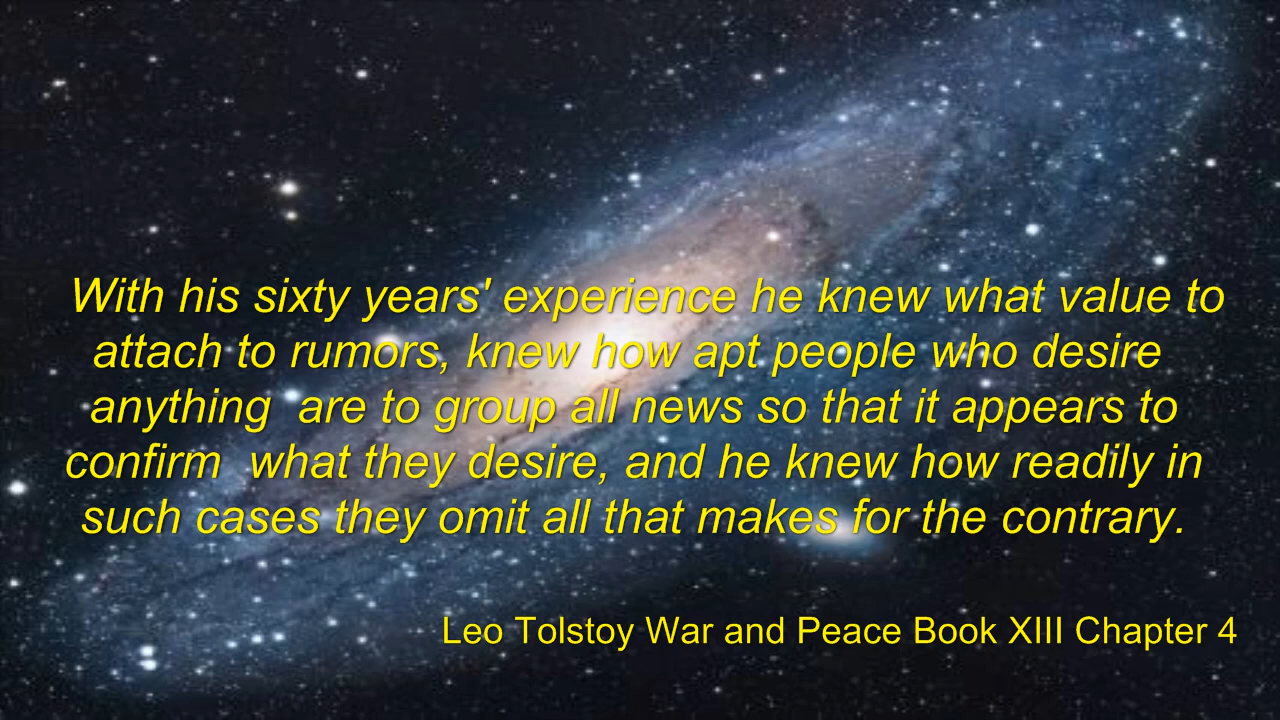 With his sixty years' experience he knew what value to
attach to rumors, knew how apt people who desire
anything  are to group all news so that it appears to
confirm  what they desire, and he knew how readily in
such cases they omit all that makes for the contrary.
Leo Tolstoy War and Peace Book XIII Chapter 4